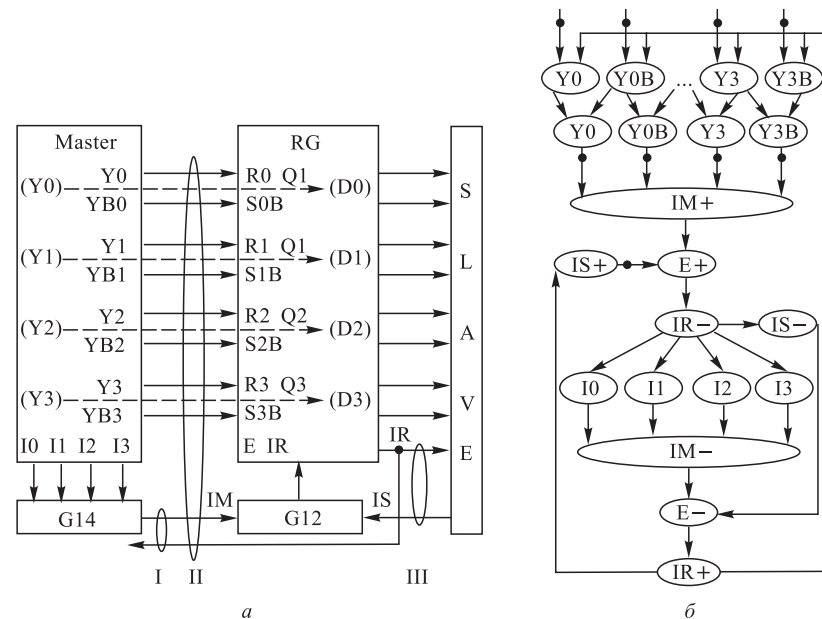 Master
RG
(Y0) Y0 R0 Q1 (D0) S
YB0 S0B
(Y1) Y1 R1 Q1 (D1) L
YB1 S1B
(Y2) Y2 R2 Q2 (D2) A
YB2 S2B
(Y3) Y3 R3 Q3 (D3) V
YB3 S3B
I0 I1 I2 I3 E IR IR E
G14 IM G12 IS
I II III
а
Y0 Y0B Y3 Y3B
...
Y0 Y0B Y3 Y3B
IM+
IS+ E+
IR− IS−
I0 I1 I2 I3
IM−
E−
IR+
б